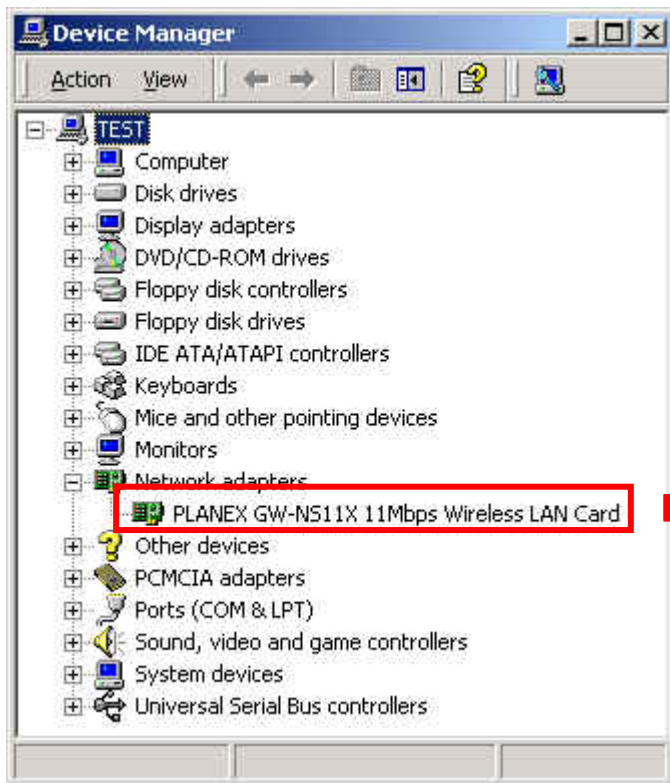 Device Manager
Action View
TEST
Computer
Disk drives
Display adapters
DVD/CD-ROM drives
Floppy disk controllers
Floppy disk drives
IDE ATA/ATAPI controllers
Keyboards
Mice and other pointing devices
Monitors
Network adapters
PLANEX GW-NS11X 11Mbps Wireless LAN Card
Other devices
PCMCIA adapters
Ports (COM & LPT)
Sound, video and game controllers
System devices
Universal Serial Bus controllers